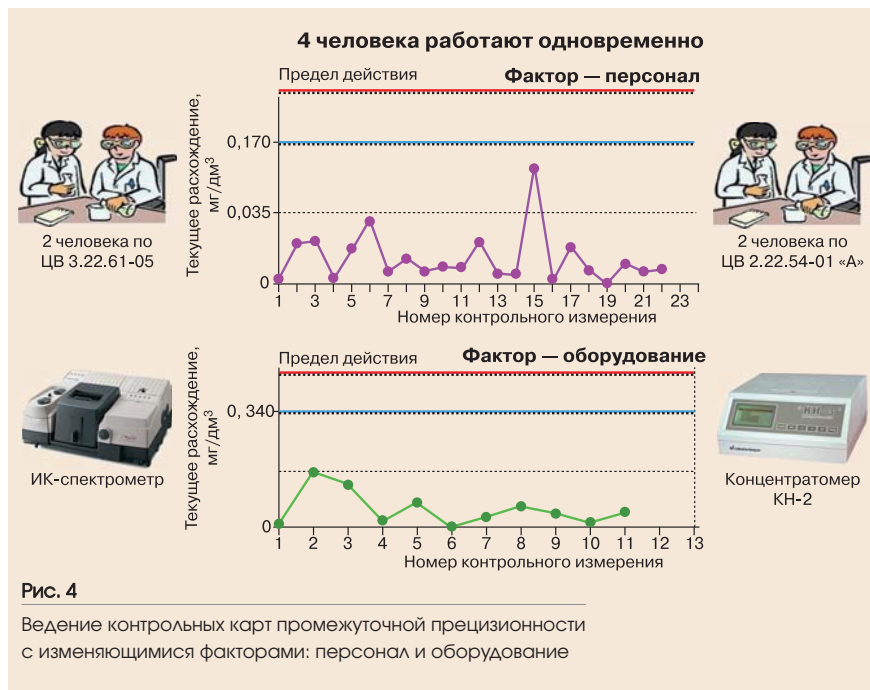 4 человека работают одновременно
Предел действия
Фактор — персонал
Текущее расхождение,
мг/дм³
0,170
0,035
0
1
3
5
7
9
11
13
15
17
19
21
23
Номер контрольного измерения
2 человека по
ЦВ 3.22.61-05
2 человека по
ЦВ 2.22.54-01 «А»
Предел действия
Фактор — оборудование
Текущее расхождение,
мг/дм³
0, 340
0
1
2
3
4
5
6
7
8
9
10
11
12
13
Номер контрольного измерения
ИК-спектрометр
Концентратомер
КН-2
Рис. 4
Ведение контрольных карт промежуточной прецизионности
с изменяющимися факторами: персонал и оборудование